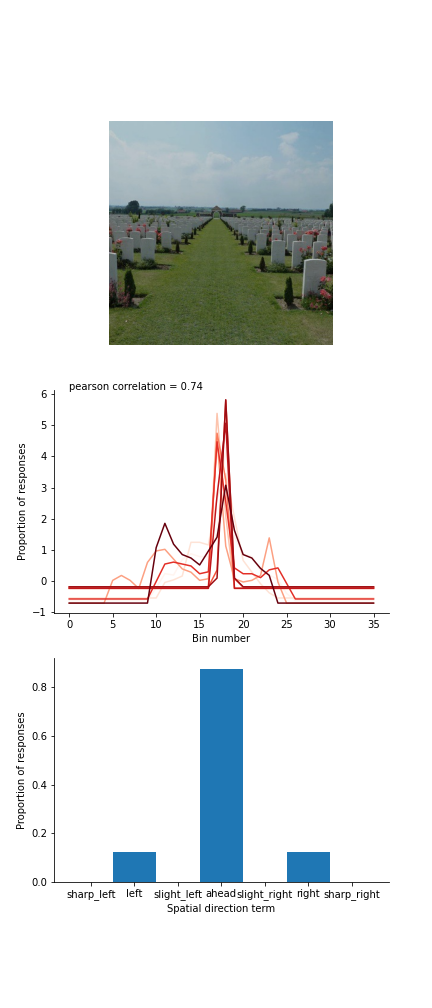 pearson correlation = 0.74
6
5
4
3
2
1
0
−1
Proportion of responses
0 5 10 15 20 25 30 35
Bin number
0.8
0.6
0.4
0.2
0.0
Proportion of responses
sharp_left left slight_left ahead slight_right right sharp_right
Spatial direction term